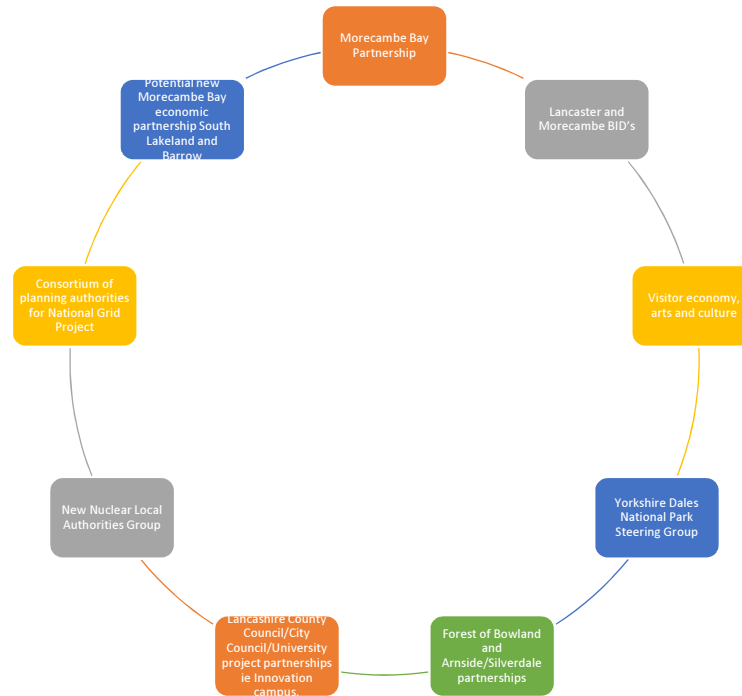 Morecambe Bay
Partnership
Lancaster and
Morecambe BID's
Visitor economy,
arts and culture
Yorkshire Dales
National Park
Steering Group
Forest of Bowland
and
Arnside/Silverdale
partnerships
Lancashire County
Council/City
Council/University
project partnerships
ie Innovation
campus.
New Nuclear Local
Authorities Group
Consortium of
planning authorities
for National Grid
Project
Potential new
Morecambe Bay
economic
partnership South
Lakeland and
Barrow